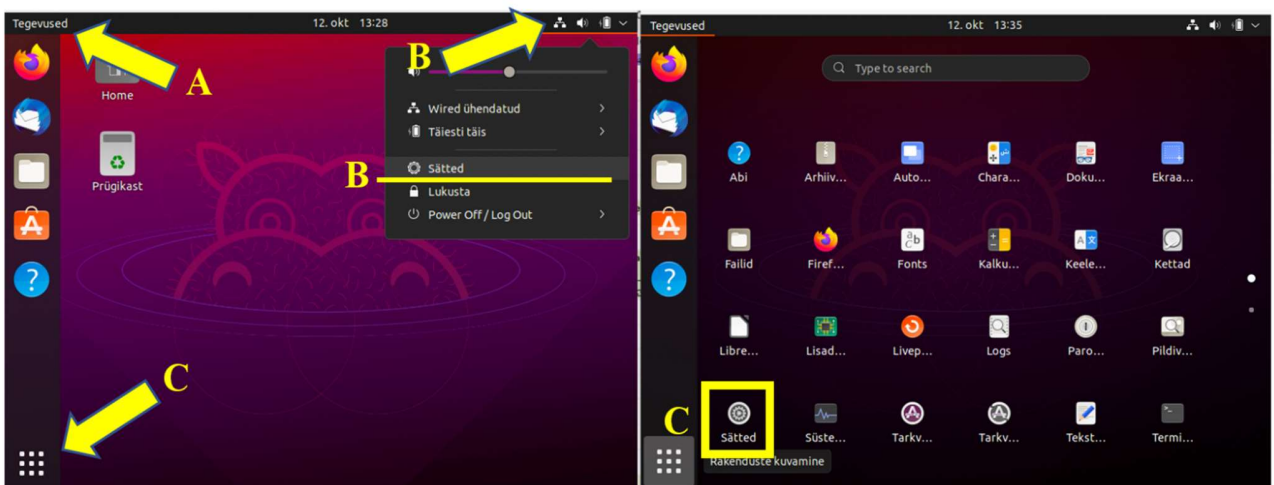 Tegevused
12. okt 13:28
B
A
Home
Prügikast
Wired ühendatud
Täiesti täis
B
Sätted
Lukusta
Power Off / Log Out
C
Tegevused
12. okt 13:35
Type to search
Abi
Arhiiv...
Auto...
Chara...
Doku...
Ekraa...
Failid
Firef...
Fonts
Kalku...
Keele...
Kettad
Libre...
Lisad...
Livep...
Logs
Paro...
Pildiv...
C
Sätted
Süste...
Tarkv...
Tarkv...
Tekst...
Termi...
Rakenduste kuvamine